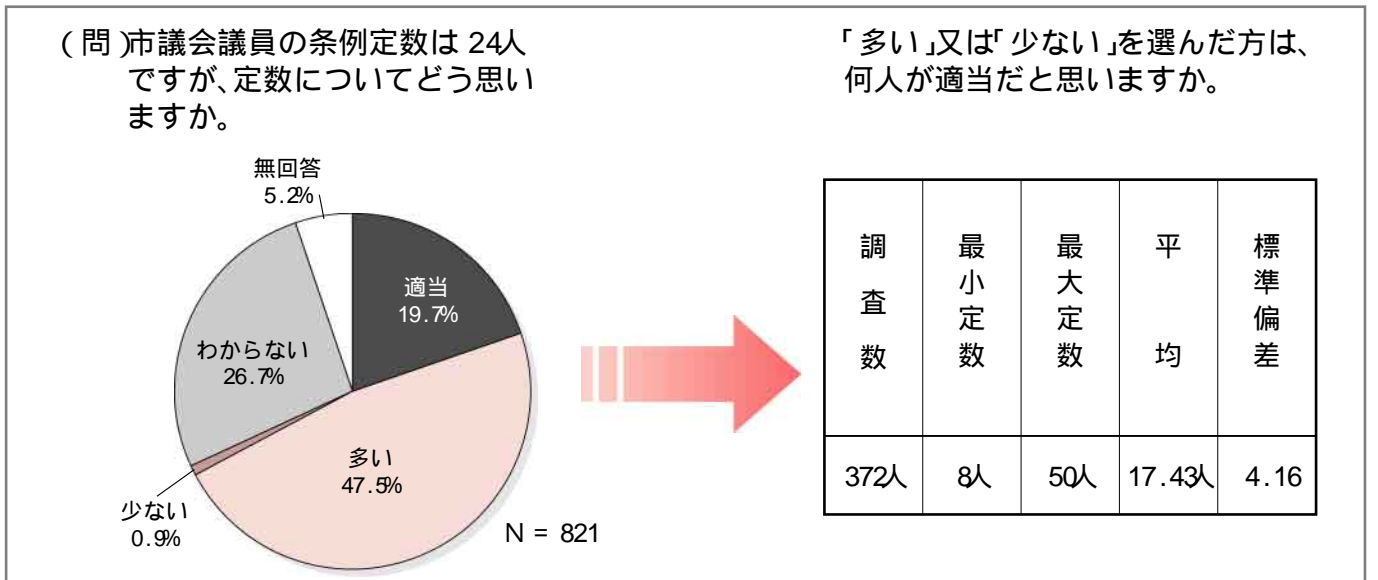 (問)市議会議員の条例定数は 24人
ですが、定数についてどう思い
ますか。
無回答
5.2%
適当
19.7%
わからない
26.7%
多い
47.5%
少ない
0.9%
N = 821
「多い」又は「少ない」を選んだ方は、
何人が適当だと思いますか。
調査数 最小定数 最大定数 平均 標準偏差
372人 8人 50人 17.43人 4.16